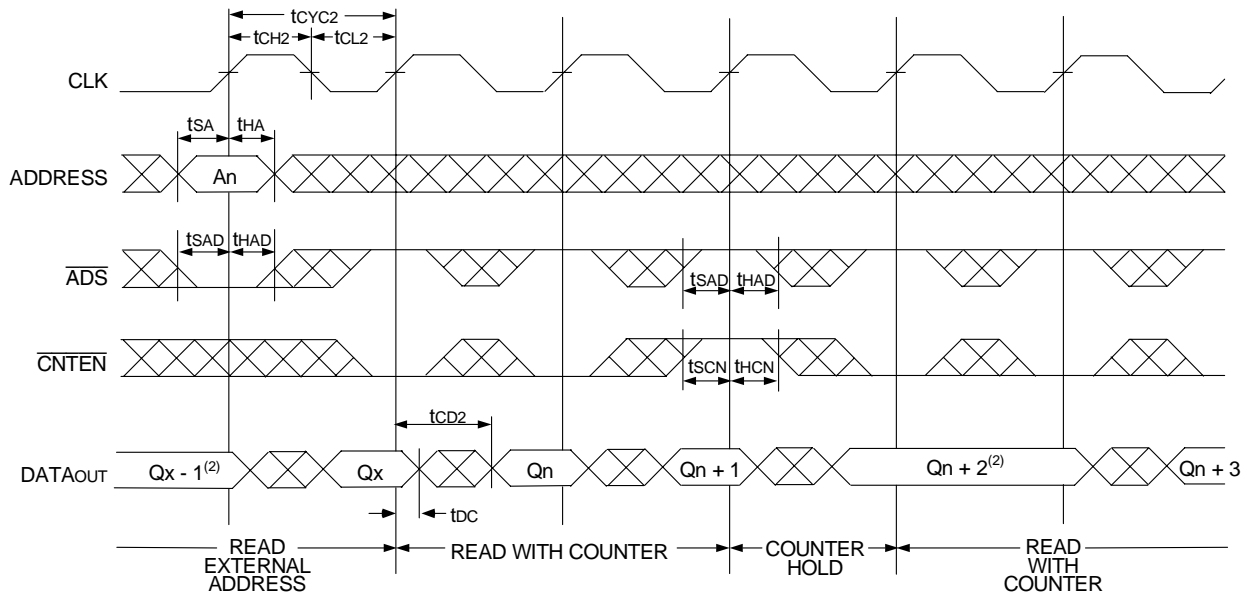 tCYC2
tCH2 tCL2
CLK
tSA tHA
ADDRESS An
tSAD tHAD
ADS
tSAD tHAD
CNTEN
tSCN tHCN
tCD2
DATAOUT Qx - 1(2) Qx Qn Qn + 1 Qn + 2(2) Qn + 3
tDC
READ EXTERNAL ADDRESS
READ WITH COUNTER
COUNTER HOLD
READ WITH COUNTER